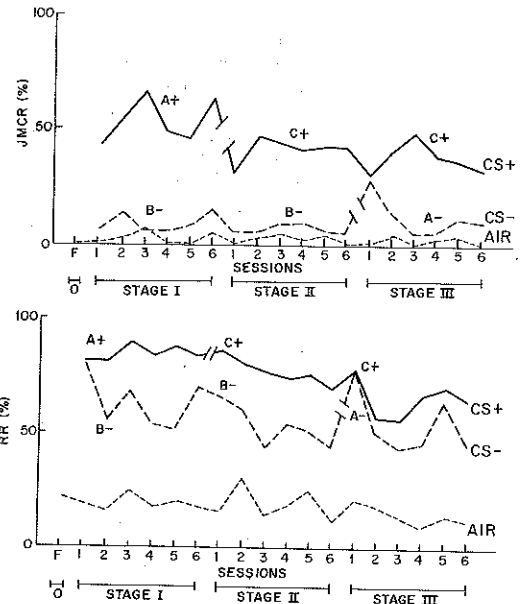 100
JMCR (%)
A+
C+
C+
50
CS+
B-
B-
A-
CS-
AIR
0
F 1 2 3 4 5 6 1 2 3 4 5 6 1 2 3 4 5 6
SESSIONS
0 STAGE I STAGE II STAGE III
100
A+
C+
C+
RR (%)
B-
A-
CS+
50
B-
CS-
AIR
0
F 1 2 3 4 5 6 1 2 3 4 5 6 1 2 3 4 5 6
SESSIONS
0 STAGE I STAGE II STAGE III